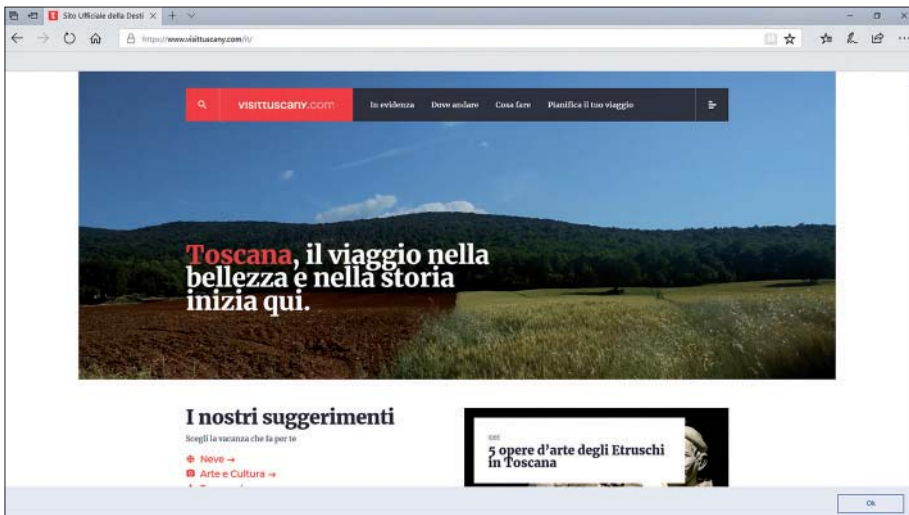 Sito Ufficiale della Desti
https://www.visittuscany.com/it/
visittuscany.com In evidenza Dove andare Cosa fare Pianifica il tuo viaggio
Toscana, il viaggio nella
bellezza e nella storia
inizia qui.
I nostri suggerimenti
Scegli la vacanza che fa per te
Neve →
Arte e Cultura →
5 opere d'arte degli Etruschi
in Toscana
Ok